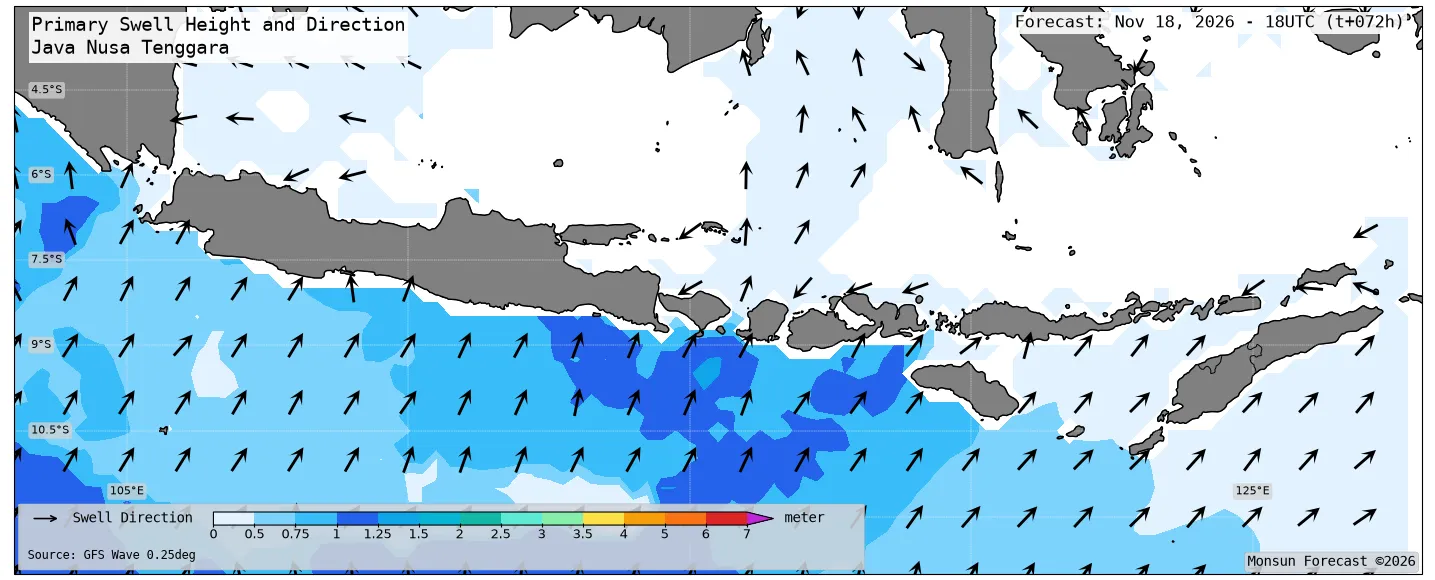 Primary Swell Height and Direction
Java Nusa Tenggara
Forecast: Nov 18, 2026 - 18UTC (t+072h)
4.5°S
6°S
7.5°S
9°S
10.5°S
105°E
125°E
Swell Direction
0 0.5 0.75 1 1.25 1.5 2 2.5 3 3.5 4 5 6 7
meter
Source: GFS Wave 0.25deg
Monsun Forecast ©2026